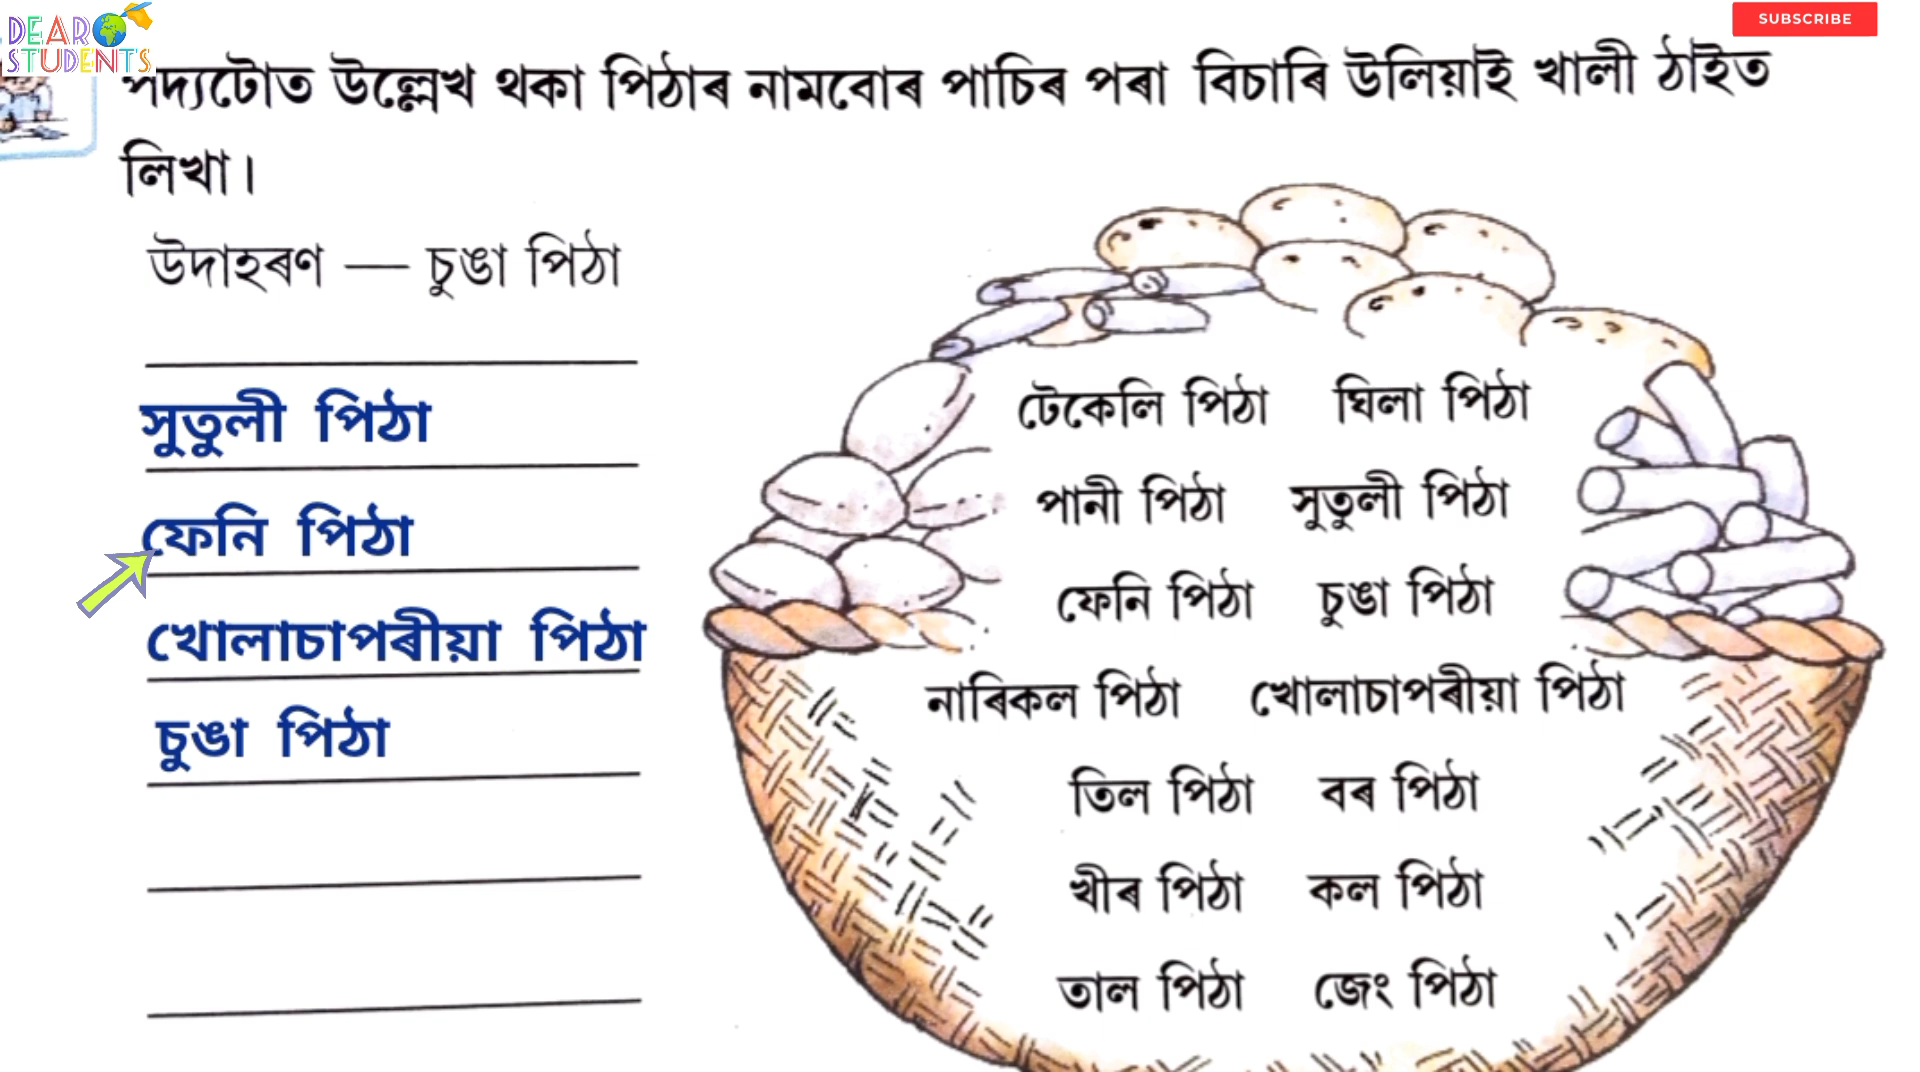 DEAR
STUDENTS
SUBSCRIBE
পদ্যটোত উল্লেখ থকা পিঠাৰ নামবোৰ পাচিৰ পৰা বিচাৰি উলিয়াই খালী ঠাইত
লিখা।
উদাহৰণ — চুঙা পিঠা
সুতুলী পিঠা
ফেনি পিঠা
খোলাচাপৰীয়া পিঠা
চুঙা পিঠা
টেকেলি পিঠা ঘিলা পিঠা
পানী পিঠা সুতুলী পিঠা
ফেনি পিঠা চুঙা পিঠা
নাৰিকল পিঠা খোলাচাপৰীয়া পিঠা
তিল পিঠা বৰ পিঠা
খীৰ পিঠা কল পিঠা
তাল পিঠা জেং পিঠা